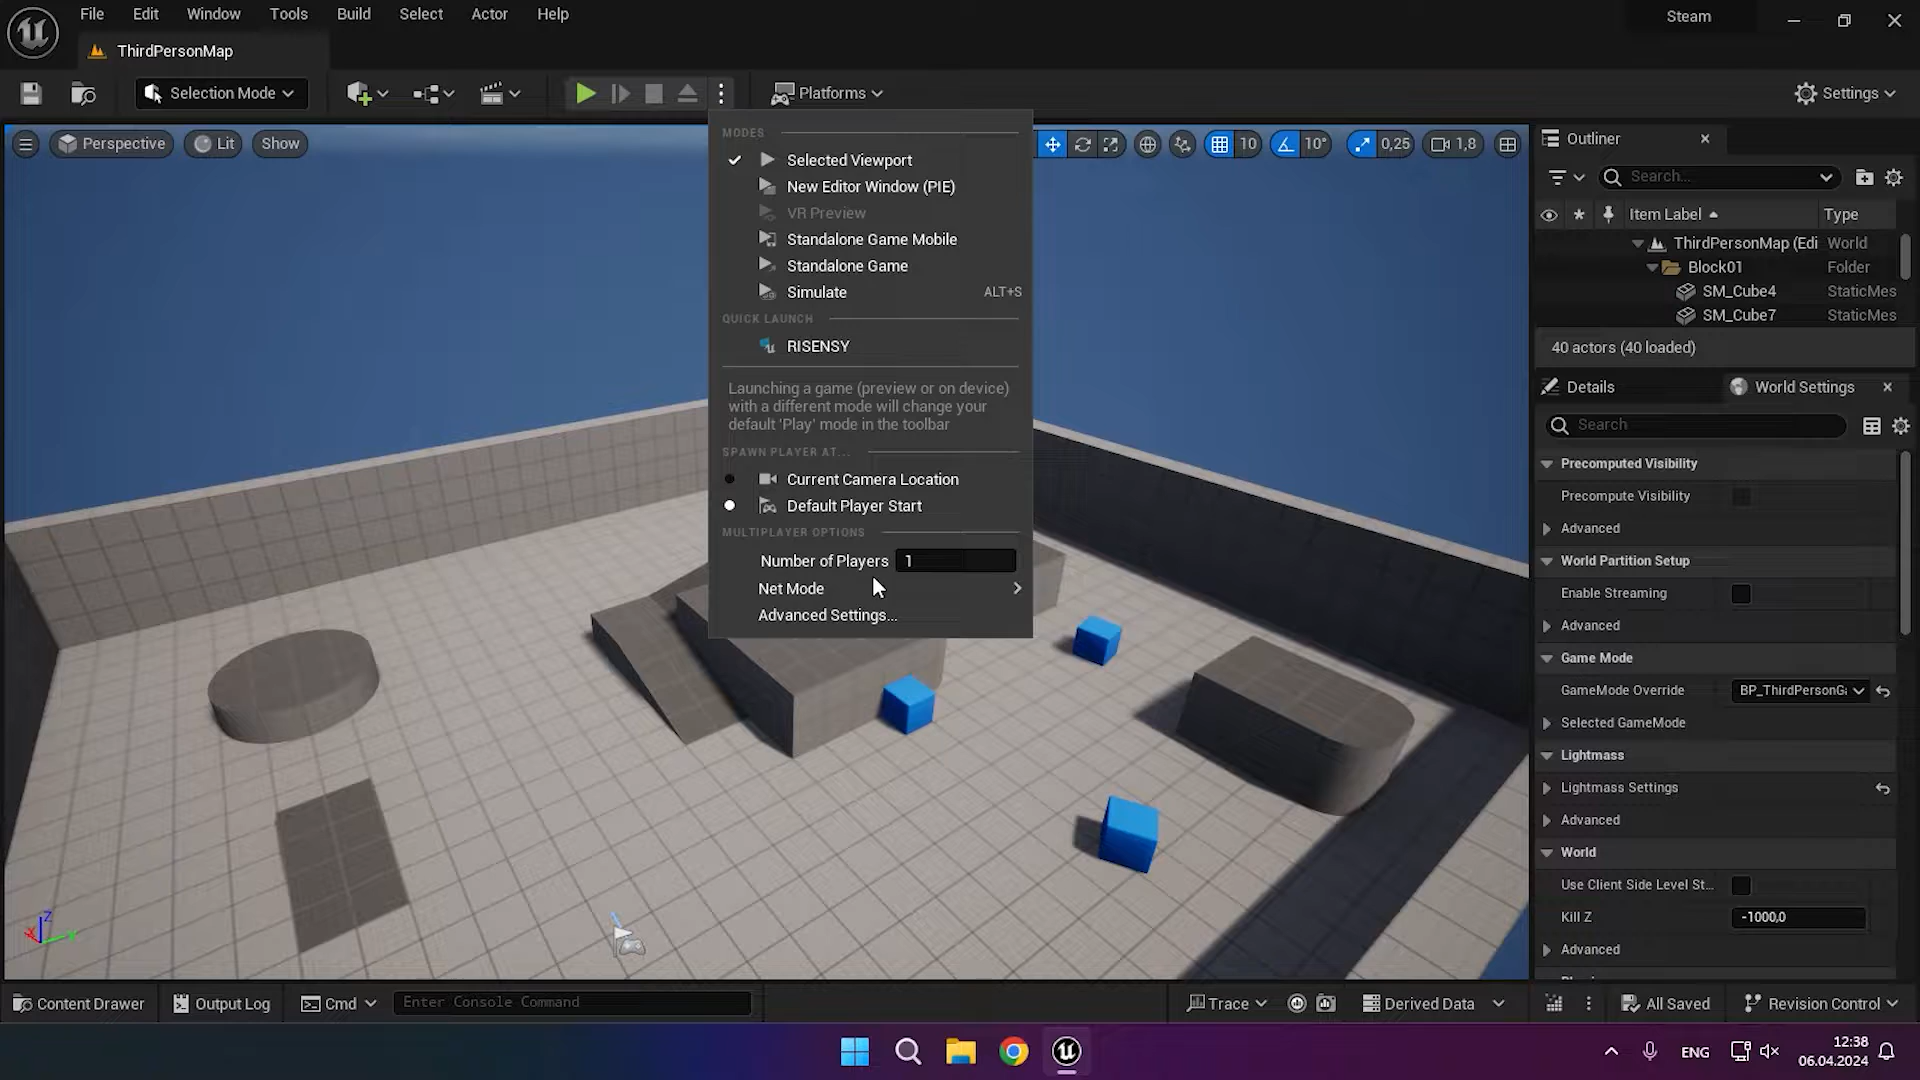 File Edit Window Tools Build Select Actor Help
Steam
ThirdPersonMap
Selection Mode
Platforms
Settings
Perspective
Lit
Show
10
10°
0,25
1,8
MODES
Selected Viewport
New Editor Window (PIE)
VR Preview
Standalone Game Mobile
Standalone Game
Simulate ALT+S
QUICK LAUNCH
RISENSY
Launching a game (preview or on device)
with a different mode will change your
default 'Play' mode in the toolbar
SPAWN PLAYER AT...
Current Camera Location
Default Player Start
MULTIPLAYER OPTIONS
Number of Players 1
Net Mode
Advanced Settings...
Outliner
Search...
Item Label Type
ThirdPersonMap (Edi World
Block01 Folder
SM_Cube4 StaticMes
SM_Cube7 StaticMes
40 actors (40 loaded)
Details
World Settings
Search
Precomputed Visibility
Precompute Visibility
Advanced
World Partition Setup
Enable Streaming
Advanced
Game Mode
GameMode Override BP_ThirdPersonGa
Selected GameMode
Lightmass
Lightmass Settings
Advanced
World
Use Client Side Level St...
Kill Z -1000,0
Advanced
Z
X
Y
Content Drawer
Output Log
Cmd
Enter Console Command
Trace
Derived Data
All Saved
Revision Control
ENG
12:38
06.04.2024